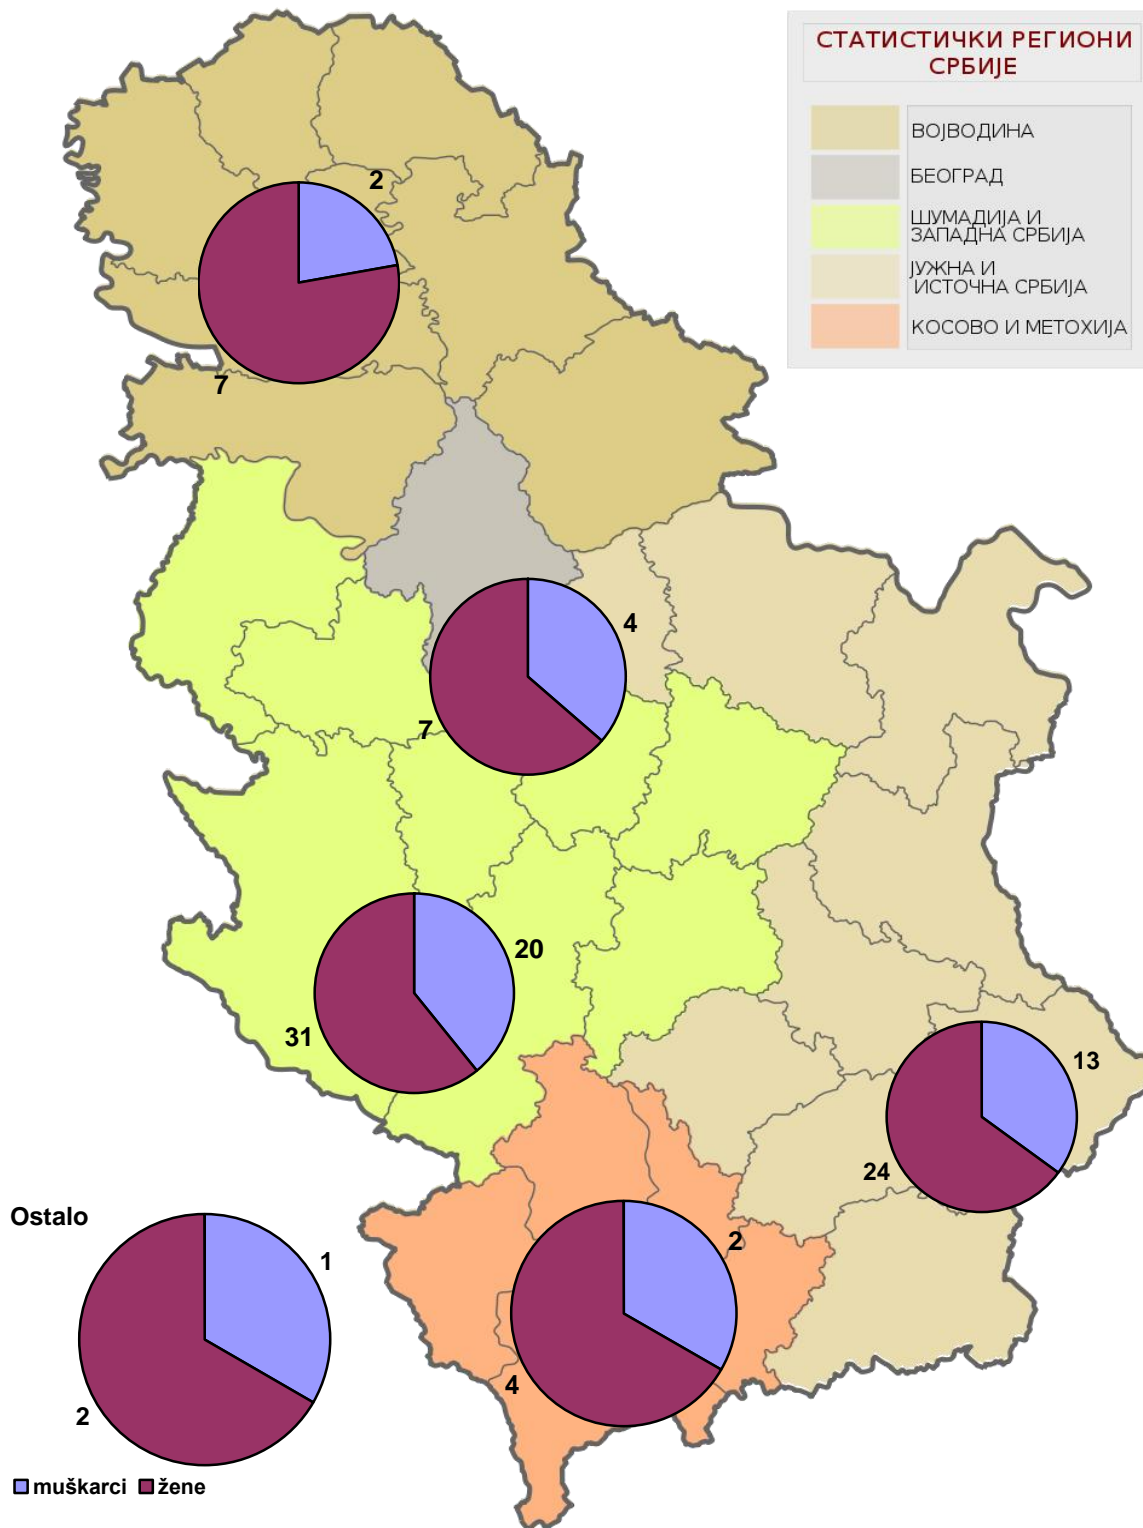 СТАТИСТИЧКИ РЕГИОНИ
СРБИЈЕ
ВОЈВОДИНА
БЕОГРАД
ШУМАДИЈА И
ЗАПАДНА СРБИЈА
ЈУЖНА И
ИСТОЧНА СРБИЈА
КОСОВО И МЕТОХИЈА
2
7
4
7
20
31
13
24
2
4
Ostalo
1
2
muškarci žene